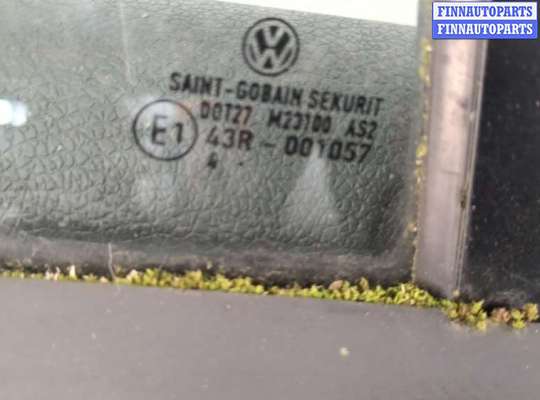 FINNAUTOPARTS
FINNAUTOPARTS
SAINT-GOBAIN SEKURIT
DOT27 M23100 AS2
E1 43R - 001057
4 .